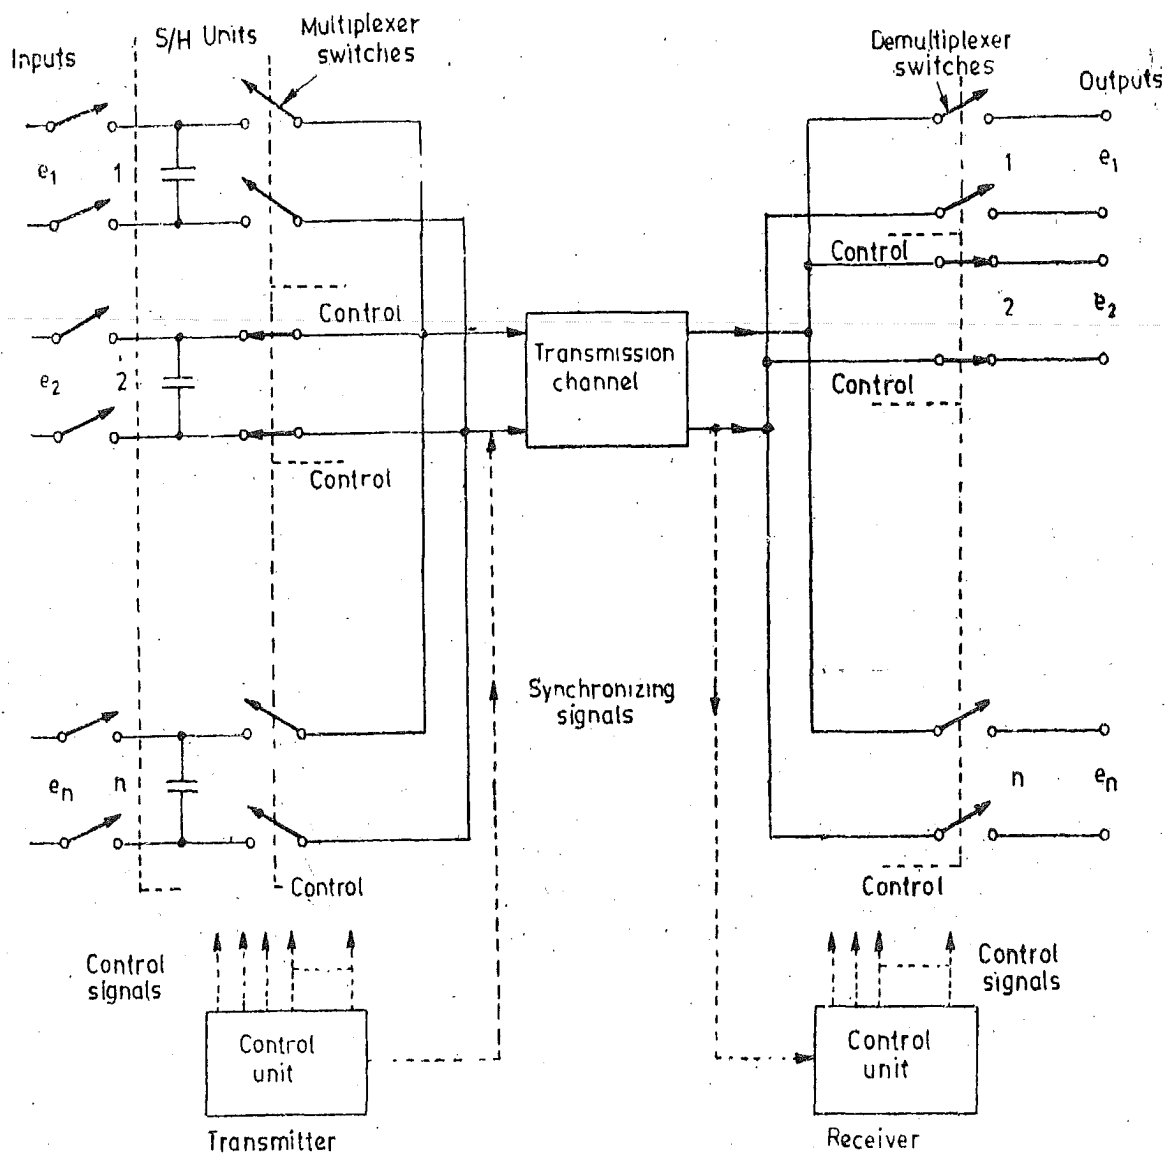 Inputs
S/H Units
Multiplexer
switches
Demultiplexer
switches
Outputs
e1
1
1
e1
Control
2
e2
Control
e2
2
Transmission
channel
Control
Control
Synchronizing
signals
en
n
n
en
Control
Control
Control
signals
Control
signals
Control
unit
Control
unit
Transmitter
Receiver